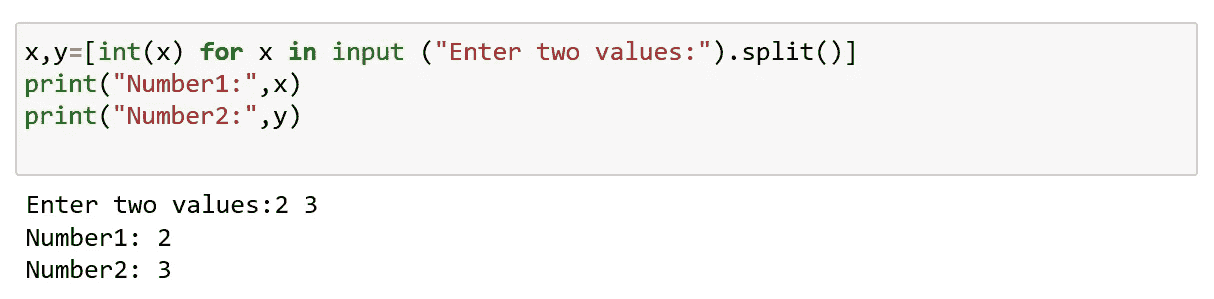 x,y=[int(x) for x in input ("Enter two values:").split()]
print("Number1:",x)
print("Number2:",y)
Enter two values:2 3
Number1: 2
Number2: 3